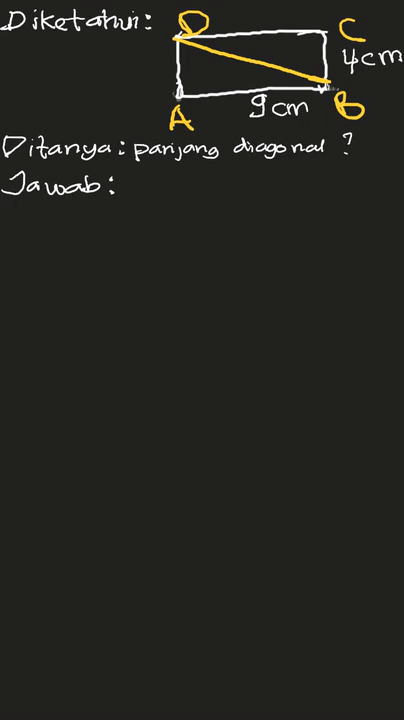 Diketahui:
D
C
4cm
9cm
A
B
Ditanya: panjang diagonal ?
Jawab: